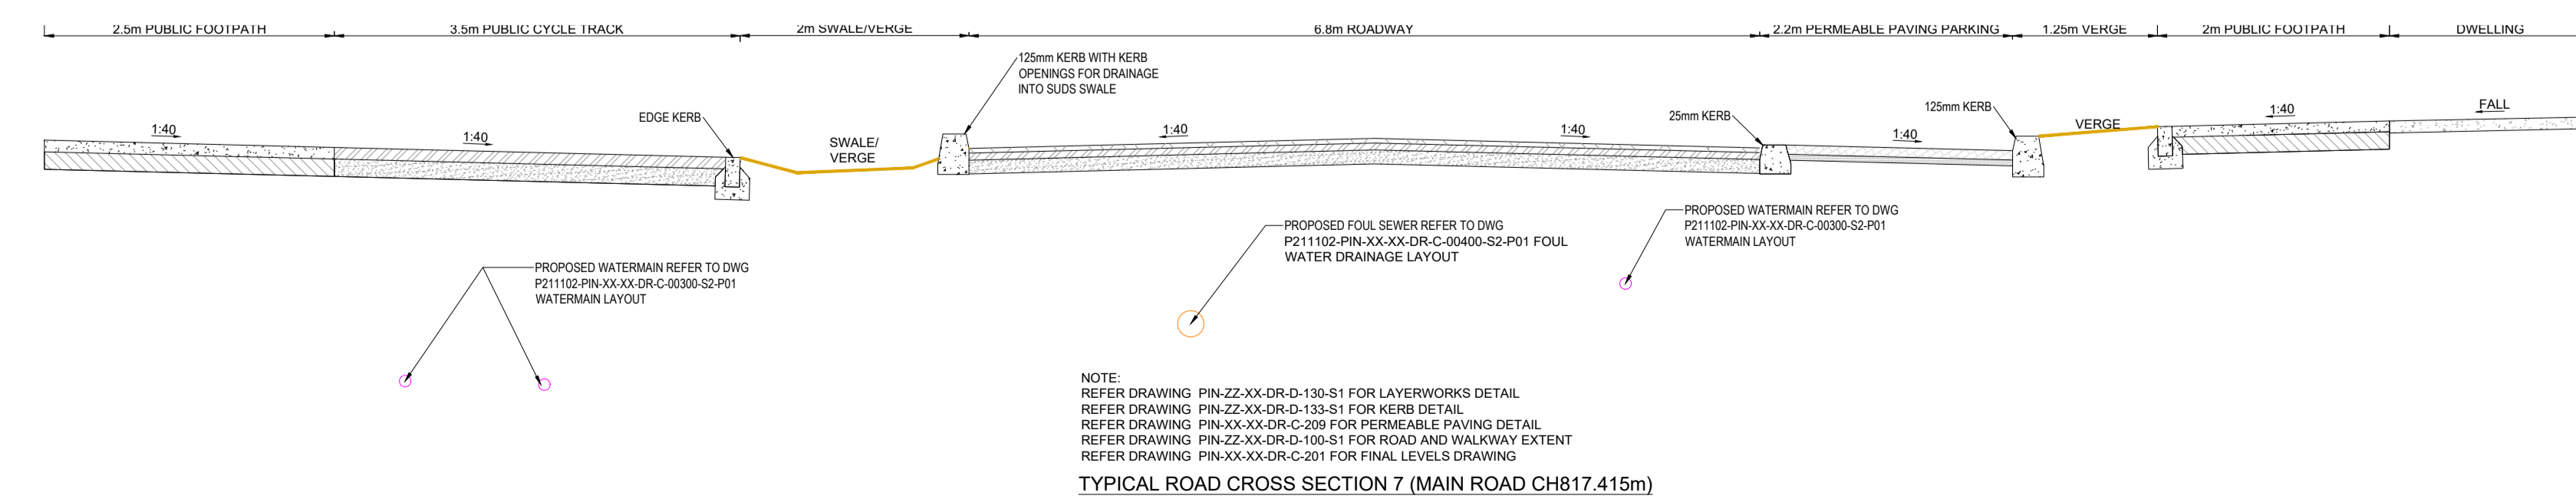 2.5m PUBLIC FOOTPATH
3.5m PUBLIC CYCLE TRACK
2m SWALE/VERGE
6.8m ROADWAY
2.2m PERMEABLE PAVING PARKING
1.25m VERGE
2m PUBLIC FOOTPATH
DWELLING
125mm KERB WITH KERB
OPENINGS FOR DRAINAGE
INTO SUDS SWALE
EDGE KERB
25mm KERB
125mm KERB
1:40
1:40
SWALE/
VERGE
1:40
1:40
1:40
VERGE
1:40
FALL
PROPOSED WATERMAIN REFER TO DWG
P211102-PIN-XX-XX-DR-C-00300-S2-P01
WATERMAIN LAYOUT
PROPOSED FOUL SEWER REFER TO DWG
P211102-PIN-XX-XX-DR-C-00400-S2-P01 FOUL
WATER DRAINAGE LAYOUT
PROPOSED WATERMAIN REFER TO DWG
P211102-PIN-XX-XX-DR-C-00300-S2-P01
WATERMAIN LAYOUT
NOTE:
REFER DRAWING PIN-ZZ-XX-DR-D-130-S1 FOR LAYERWORKS DETAIL
REFER DRAWING PIN-ZZ-XX-DR-D-133-S1 FOR KERB DETAIL
REFER DRAWING PIN-XX-XX-DR-C-209 FOR PERMEABLE PAVING DETAIL
REFER DRAWING PIN-ZZ-XX-DR-D-100-S1 FOR ROAD AND WALKWAY EXTENT
REFER DRAWING PIN-XX-XX-DR-C-201 FOR FINAL LEVELS DRAWING
TYPICAL ROAD CROSS SECTION 7 (MAIN ROAD CH817.415m)